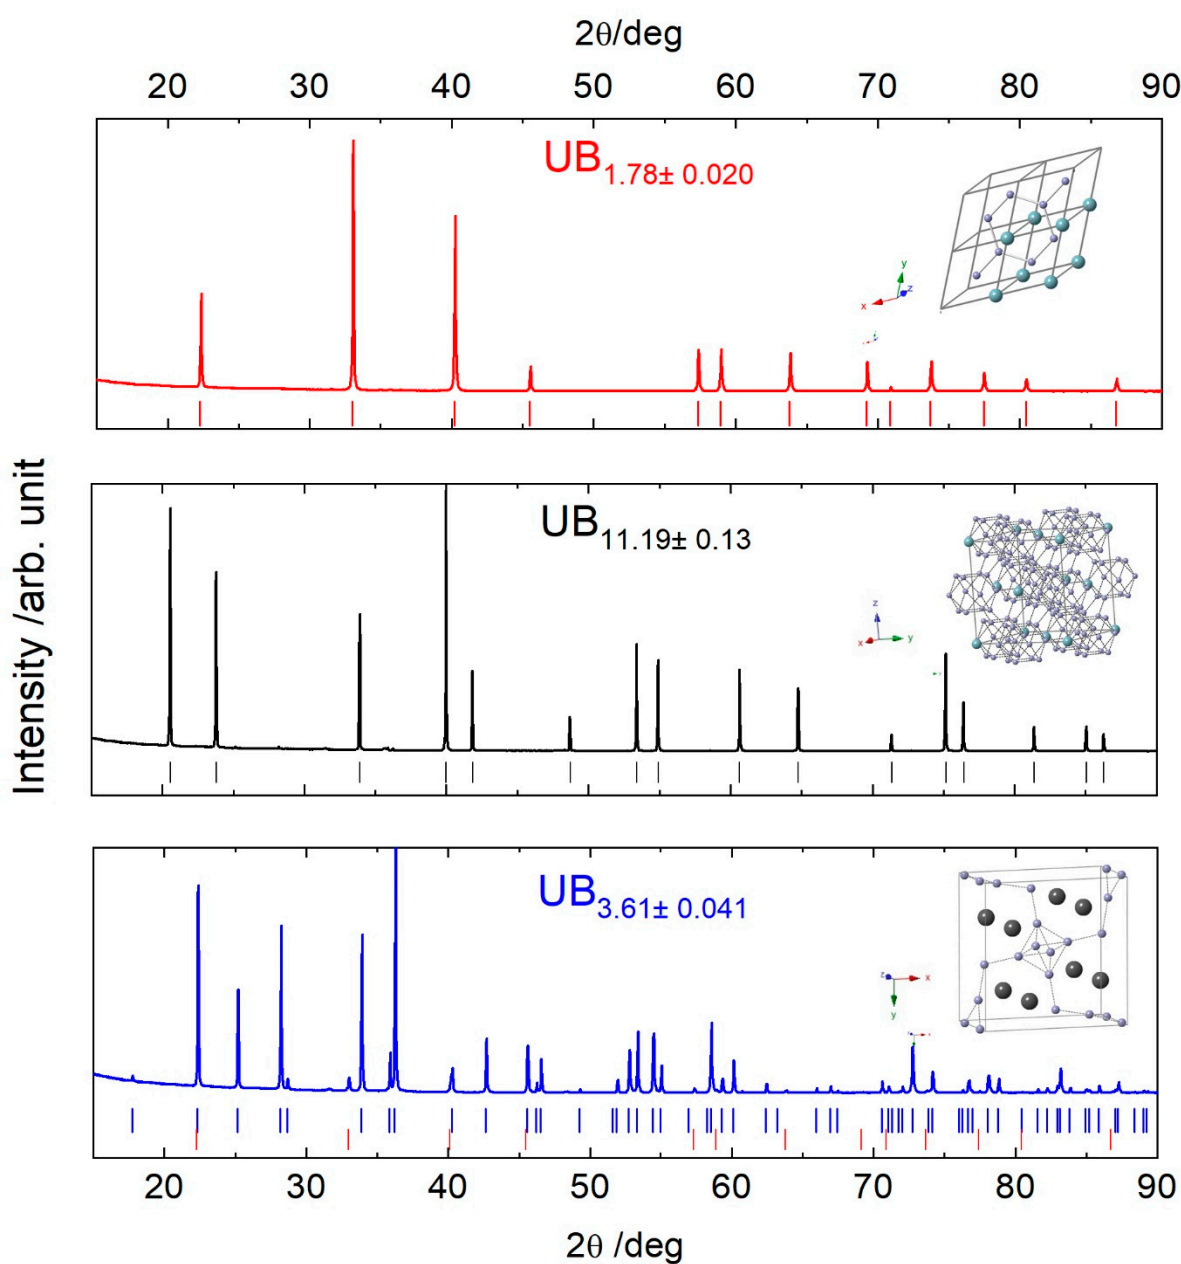 2θ/deg
20 30 40 50 60 70 80 90
UB1.78± 0.020
y
z
x
Intensity /arb. unit
UB11.19± 0.13
z
y
x
UB3.61± 0.041
z
x
y
20 30 40 50 60 70 80 90
2θ /deg